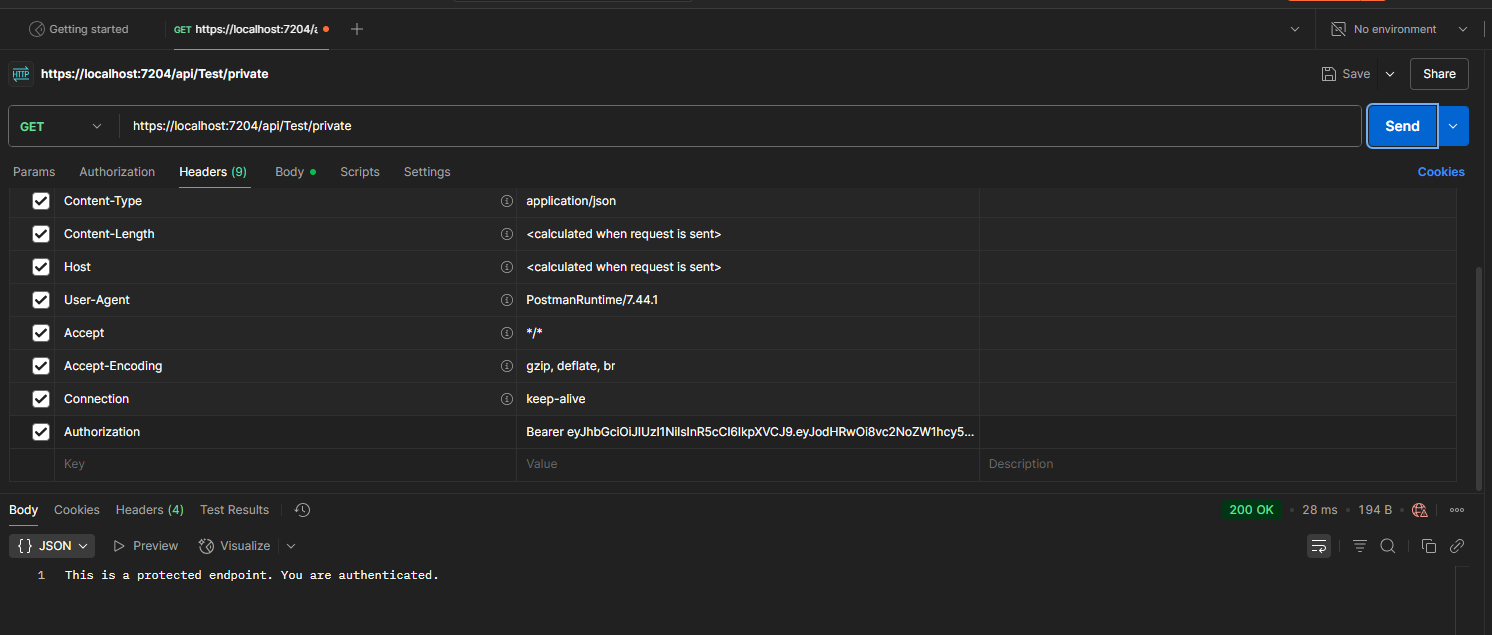 Getting started
GET https://localhost:7204/a
No environment
HTTP https://localhost:7204/api/Test/private
Save
Share
GET https://localhost:7204/api/Test/private
Send
Params Authorization Headers (9) Body Scripts Settings Cookies
Content-Type application/json
Content-Length <calculated when request is sent>
Host <calculated when request is sent>
User-Agent PostmanRuntime/7.44.1
Accept */*
Accept-Encoding gzip, deflate, br
Connection keep-alive
Authorization Bearer eyJhbGciOiJIUzI1NiIsInR5cCI6IkpXVCJ9.eyJodHRwOi8vc2NoZW1hcy5...
Key Value Description
Body Cookies Headers (4) Test Results 200 OK 28 ms 194 B
{} JSON Preview Visualize
1 This is a protected endpoint. You are authenticated.